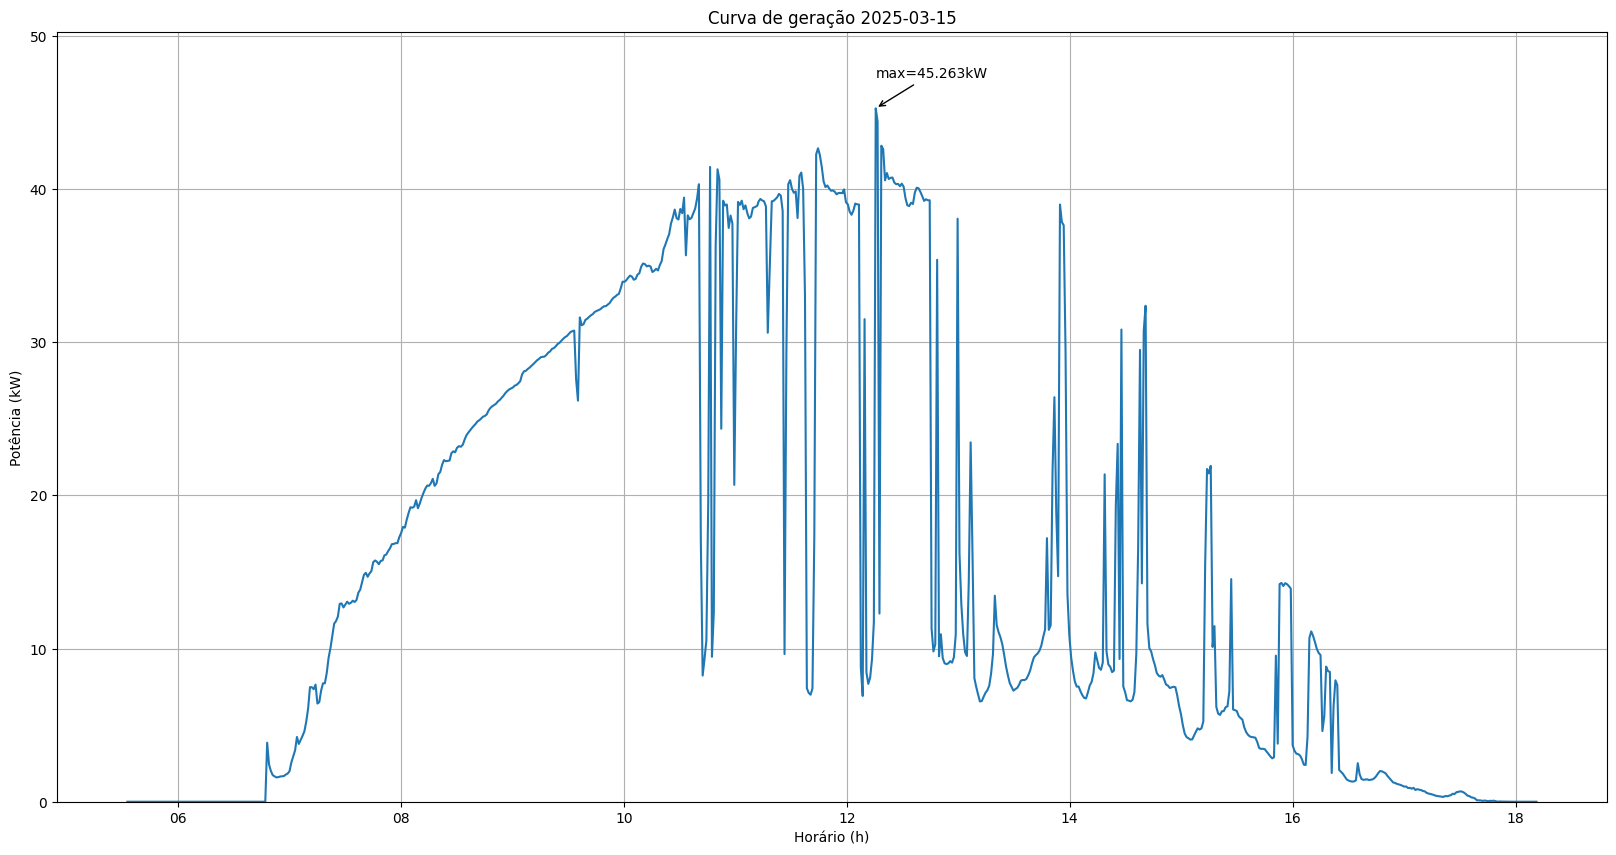 Curva de geração 2025-03-15
50
max=45.263kW
40
30
Potência (kW)
20
10
0
06 08 10 12 14 16 18
Horário (h)